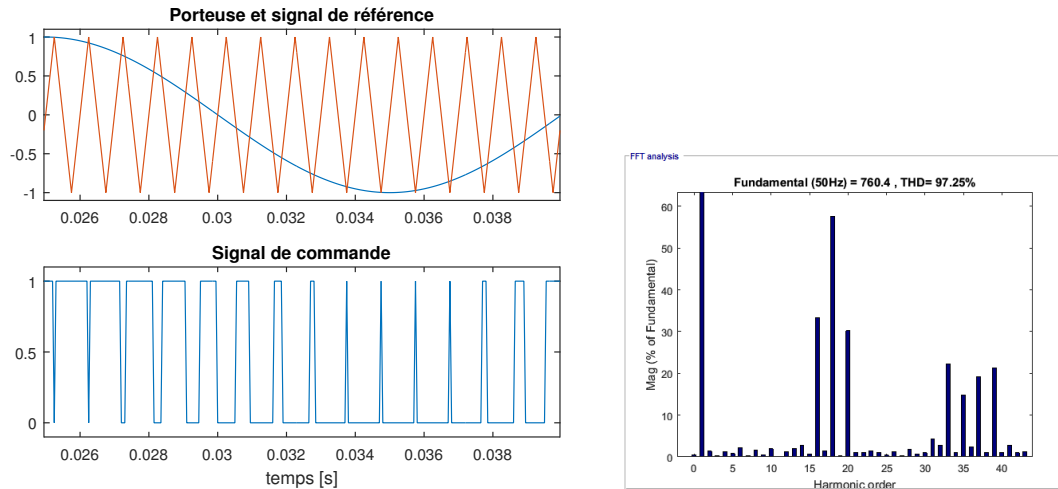 Porteuse et signal de référence
1
0.5
0
-0.5
-1
0.026 0.028 0.03 0.032 0.034 0.036 0.038
Signal de commande
1
0
0.026 0.028 0.03 0.032 0.034 0.036 0.038
temps [s]
FFT analysis
Fundamental (50Hz) = 760.4 , THD= 97.25%
Mag (% of Fundamental)
60
50
40
30
20
10
0
0 5 10 15 20 25 30 35 40
Harmonic order